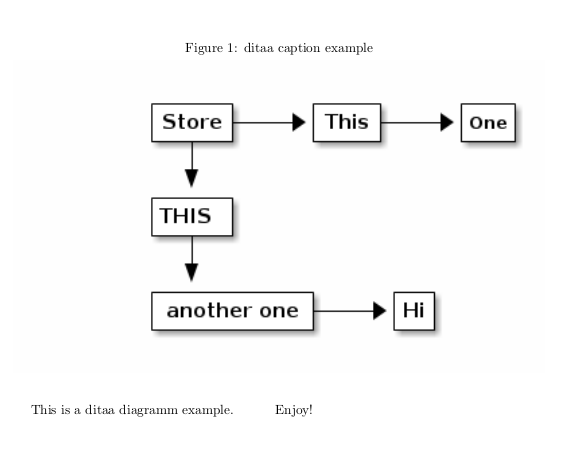 Figure 1: ditaa caption example
Store This One
THIS
another one Hi
This is a ditaa diagramm example. Enjoy!